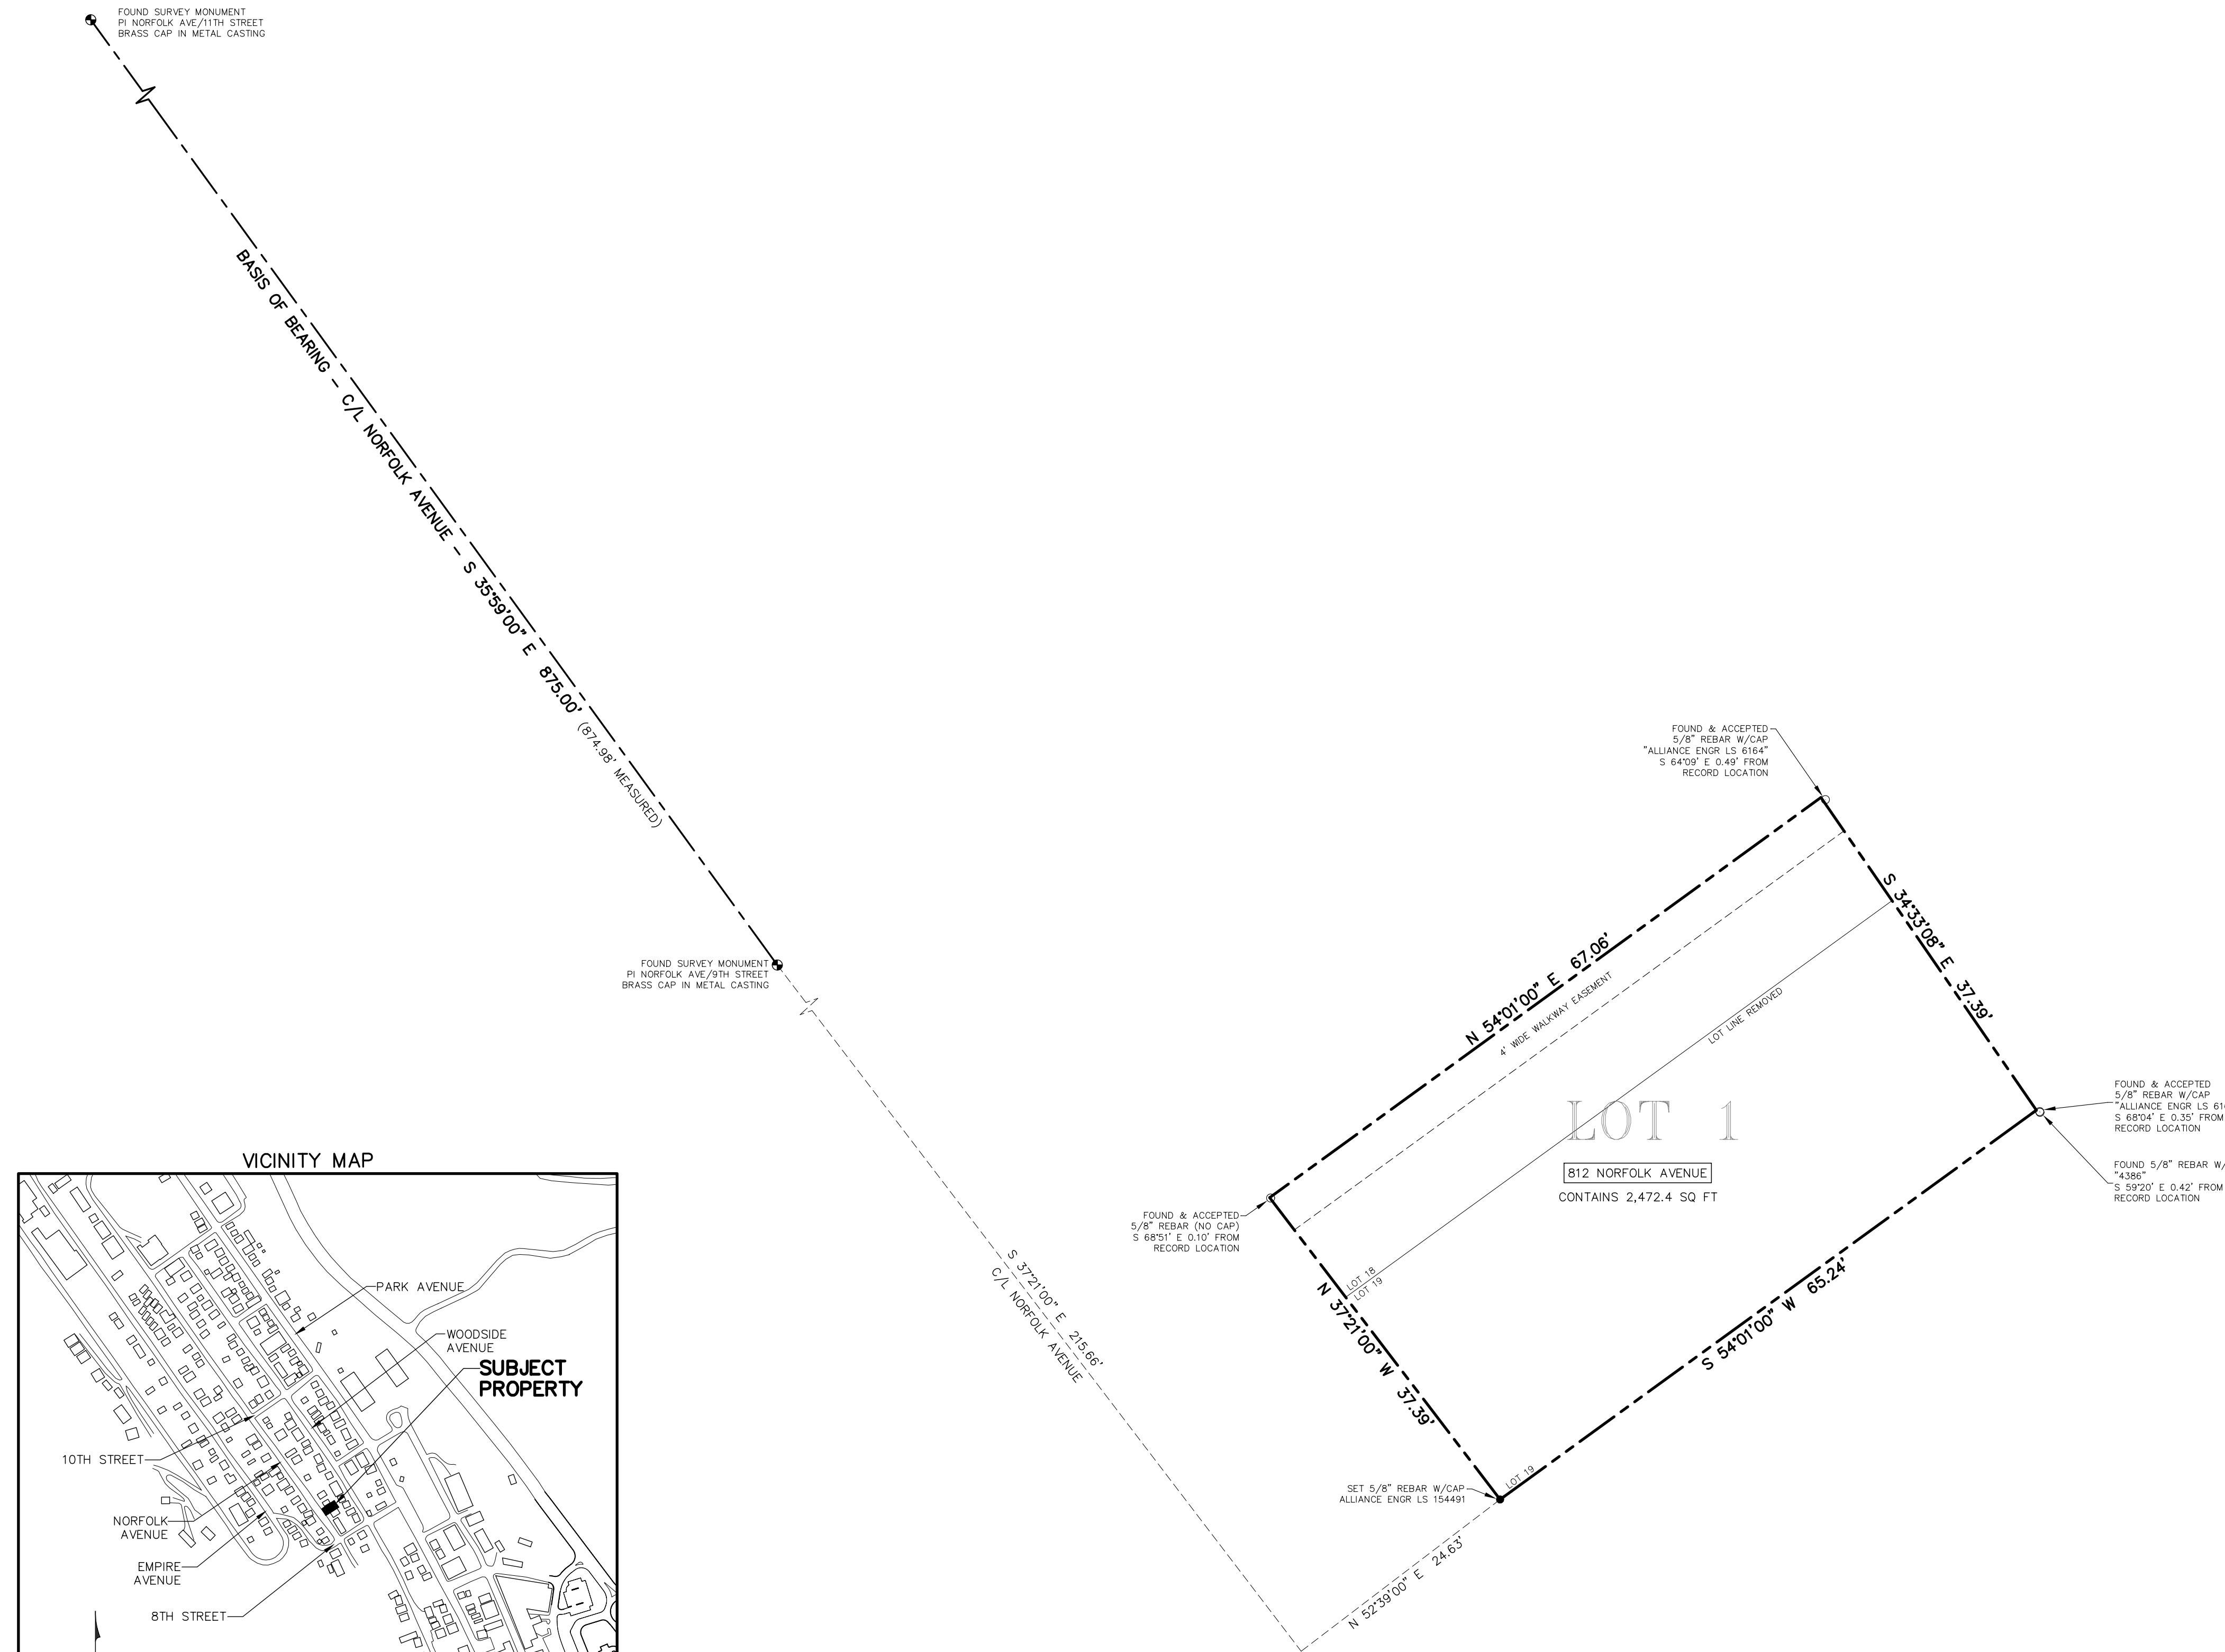 FOUND SURVEY MONUMENT
PI NORFOLK AVE/11TH STREET
BRASS CAP IN METAL CASTING
BASIS OF BEARING - C/L NORFOLK AVENUE - S 35°59'00" E 875.00' (874.98' MEASURED)
FOUND SURVEY MONUMENT
PI NORFOLK AVE/9TH STREET
BRASS CAP IN METAL CASTING
S 37°21'00" E 215.66'
C/L NORFOLK AVENUE
N 52°39'00" E 24.63'
FOUND & ACCEPTED
5/8" REBAR W/CAP
"ALLIANCE ENGR LS 6164"
S 64°09' E 0.49' FROM
RECORD LOCATION
N 54°01'00" E 67.06'
4' WIDE WALKWAY EASEMENT
LOT LINE REMOVED
S 34°33'08" E 37.39'
LOT 1
812 NORFOLK AVENUE
CONTAINS 2,472.4 SQ FT
FOUND & ACCEPTED
5/8" REBAR W/CAP
"ALLIANCE ENGR LS
S 68°04' E 0.35' FROM
RECORD LOCATION
FOUND 5/8" REBAR
"4386"
S 59°20' E 0.42' FROM
RECORD LOCATION
FOUND & ACCEPTED
5/8" REBAR (NO CAP)
S 68°51' E 0.10' FROM
RECORD LOCATION
LOT 18
LOT 19
N 37°21'00" W 37.39'
S 54°01'00" W 65.24'
LOT 19
SET 5/8" REBAR W/CAP
ALLIANCE ENGR LS 154491
VICINITY MAP
PARK AVENUE
WOODSIDE
AVENUE
SUBJECT
PROPERTY
10TH STREET
NORFOLK
AVENUE
EMPIRE
AVENUE
8TH STREET